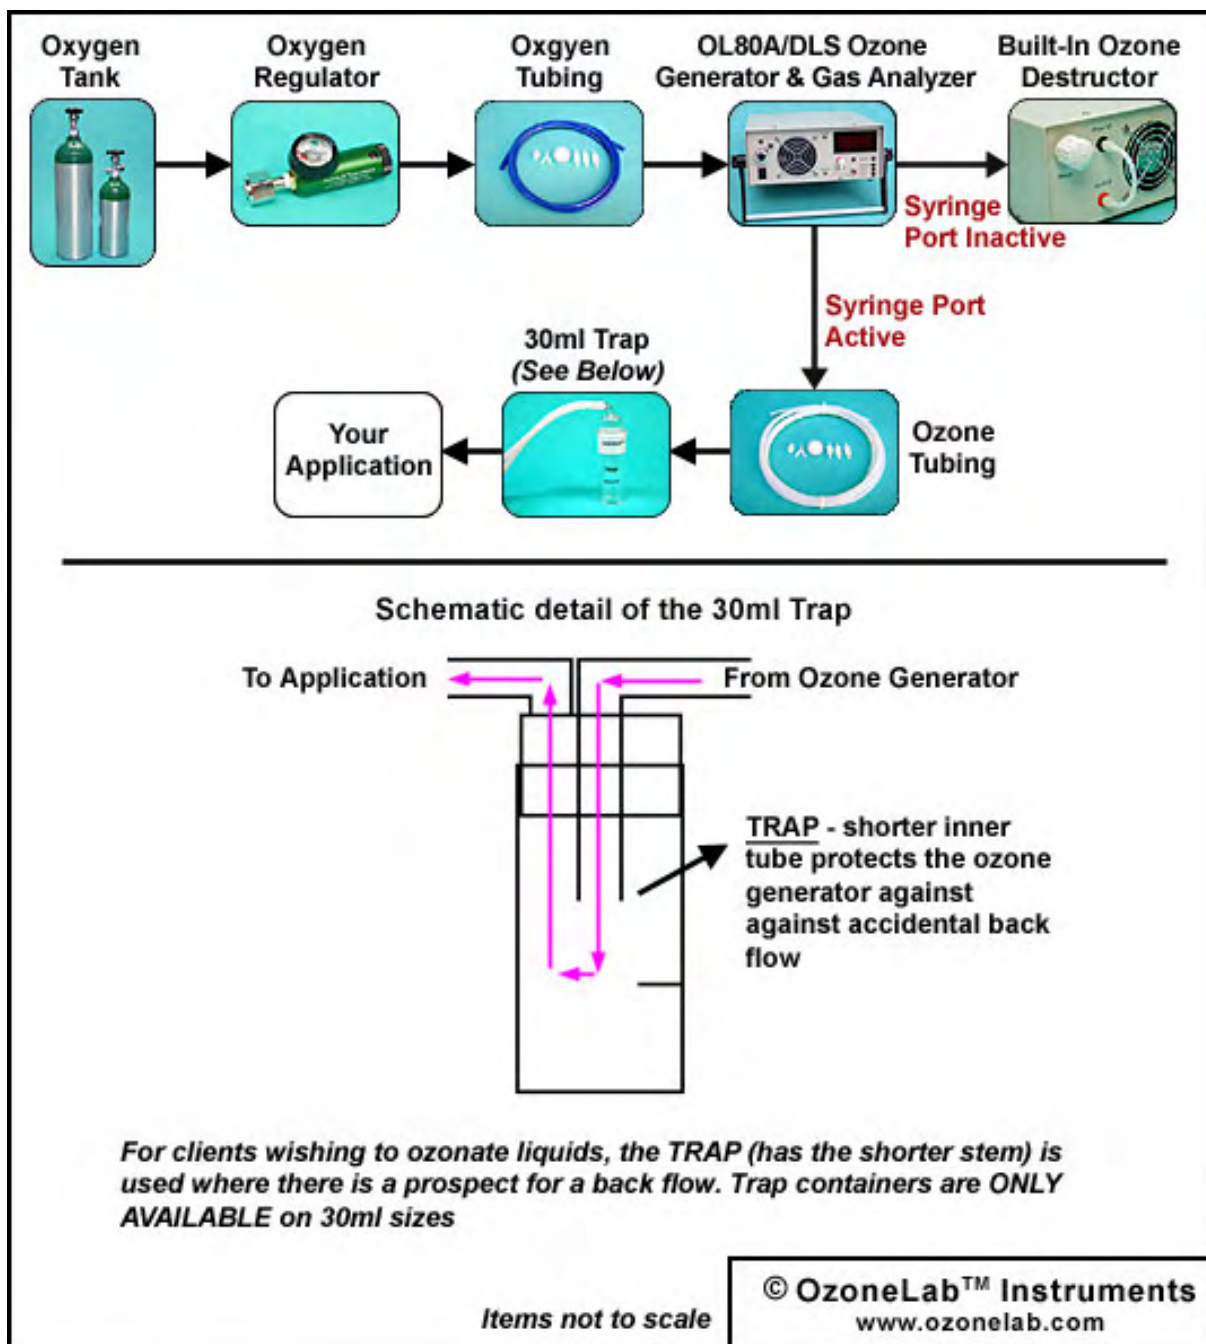 Oxygen
Tank
Oxygen
Regulator
Oxgyen
Tubing
OL80A/DLS Ozone
Generator & Gas Analyzer
Built-In Ozone
Destructor
Syringe
Port Inactive
Syringe Port
Active
30ml Trap
(See Below)
Your
Application
Ozone
Tubing
Schematic detail of the 30ml Trap
To Application
From Ozone Generator
TRAP - shorter inner
tube protects the ozone
generator against
against accidental back
flow
For clients wishing to ozonate liquids, the TRAP (has the shorter stem) is
used where there is a prospect for a back flow. Trap containers are ONLY
AVAILABLE on 30ml sizes
Items not to scale
© OzoneLab™ Instruments
www.ozonelab.com